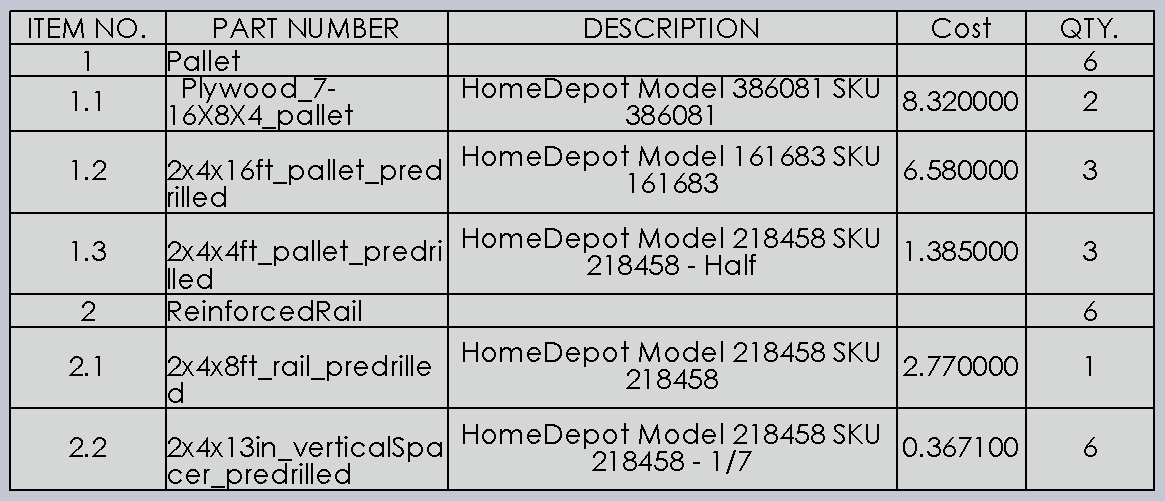 ITEM NO. PART NUMBER DESCRIPTION Cost QTY.
1 Pallet 6
1.1 Plywood_7-16X8X4_pallet HomeDepot Model 386081 SKU 386081 8.320000 2
1.2 2x4x16ft_pallet_predrilled HomeDepot Model 161683 SKU 161683 6.580000 3
1.3 2x4x4ft_pallet_predrilled HomeDepot Model 218458 SKU 218458 - Half 1.385000 3
2 ReinforcedRail 6
2.1 2x4x8ft_rail_predrilled HomeDepot Model 218458 SKU 218458 2.770000 1
2.2 2x4x13in_verticalSpacer_predrilled HomeDepot Model 218458 SKU 218458 - 1/7 0.367100 6